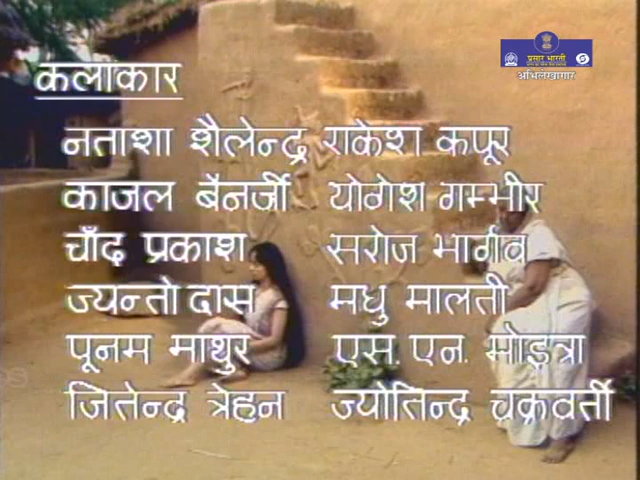 प्रसार भारती
अभिलेखागार
कलाकार
नताशा शैलेन्द्र राकेश कपूर
काजल बैनर्जी योगेश गम्भीर
चाँद प्रकाश सरोज भार्गव
ज्यन्तो दास मधु मालती
पूनम माथुर एस. एन. मोइत्रा
जितेन्द्र त्रेहन ज्योतिन्द्र चक्रवर्ती